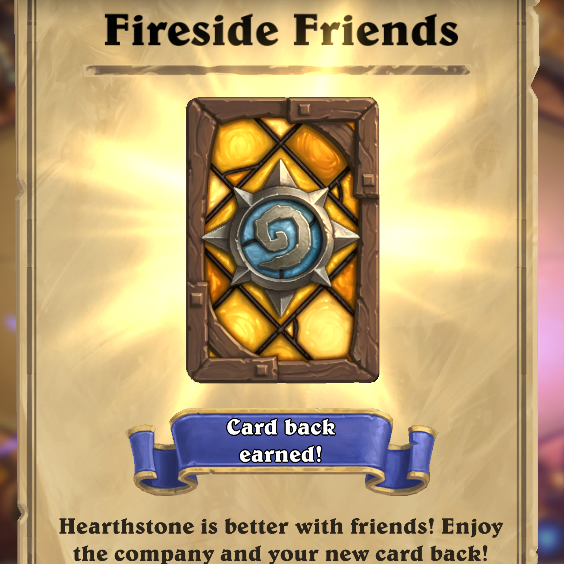 Fireside Friends
Card back
earned!
Hearthstone is better with friends! Enjoy
the company and your new card back!